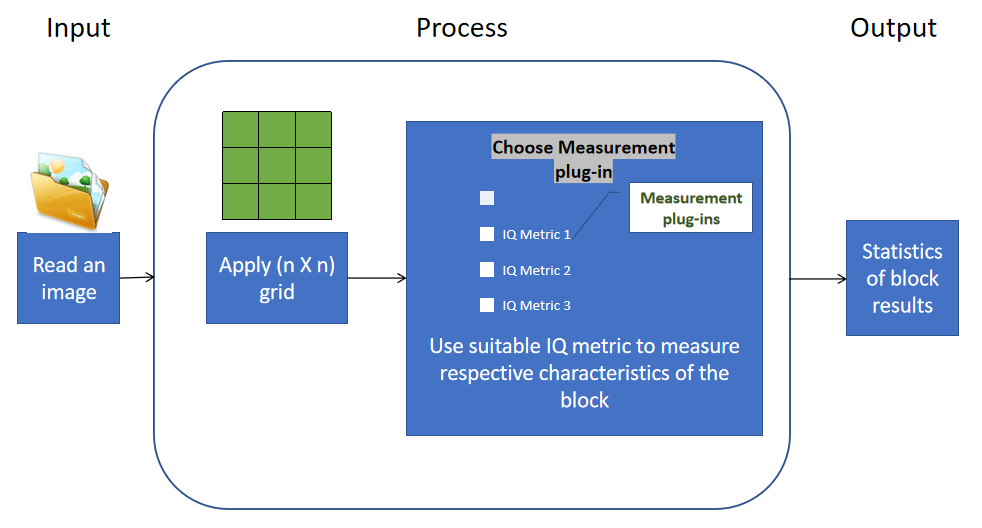 Input
Process
Output
Read an
image
Apply (n X n)
grid
Choose Measurement
plug-in
IQ Metric 1
IQ Metric 2
IQ Metric 3
Measurement
plug-ins
Use suitable IQ metric to measure
respective characteristics of the
block
Statistics
of block
results